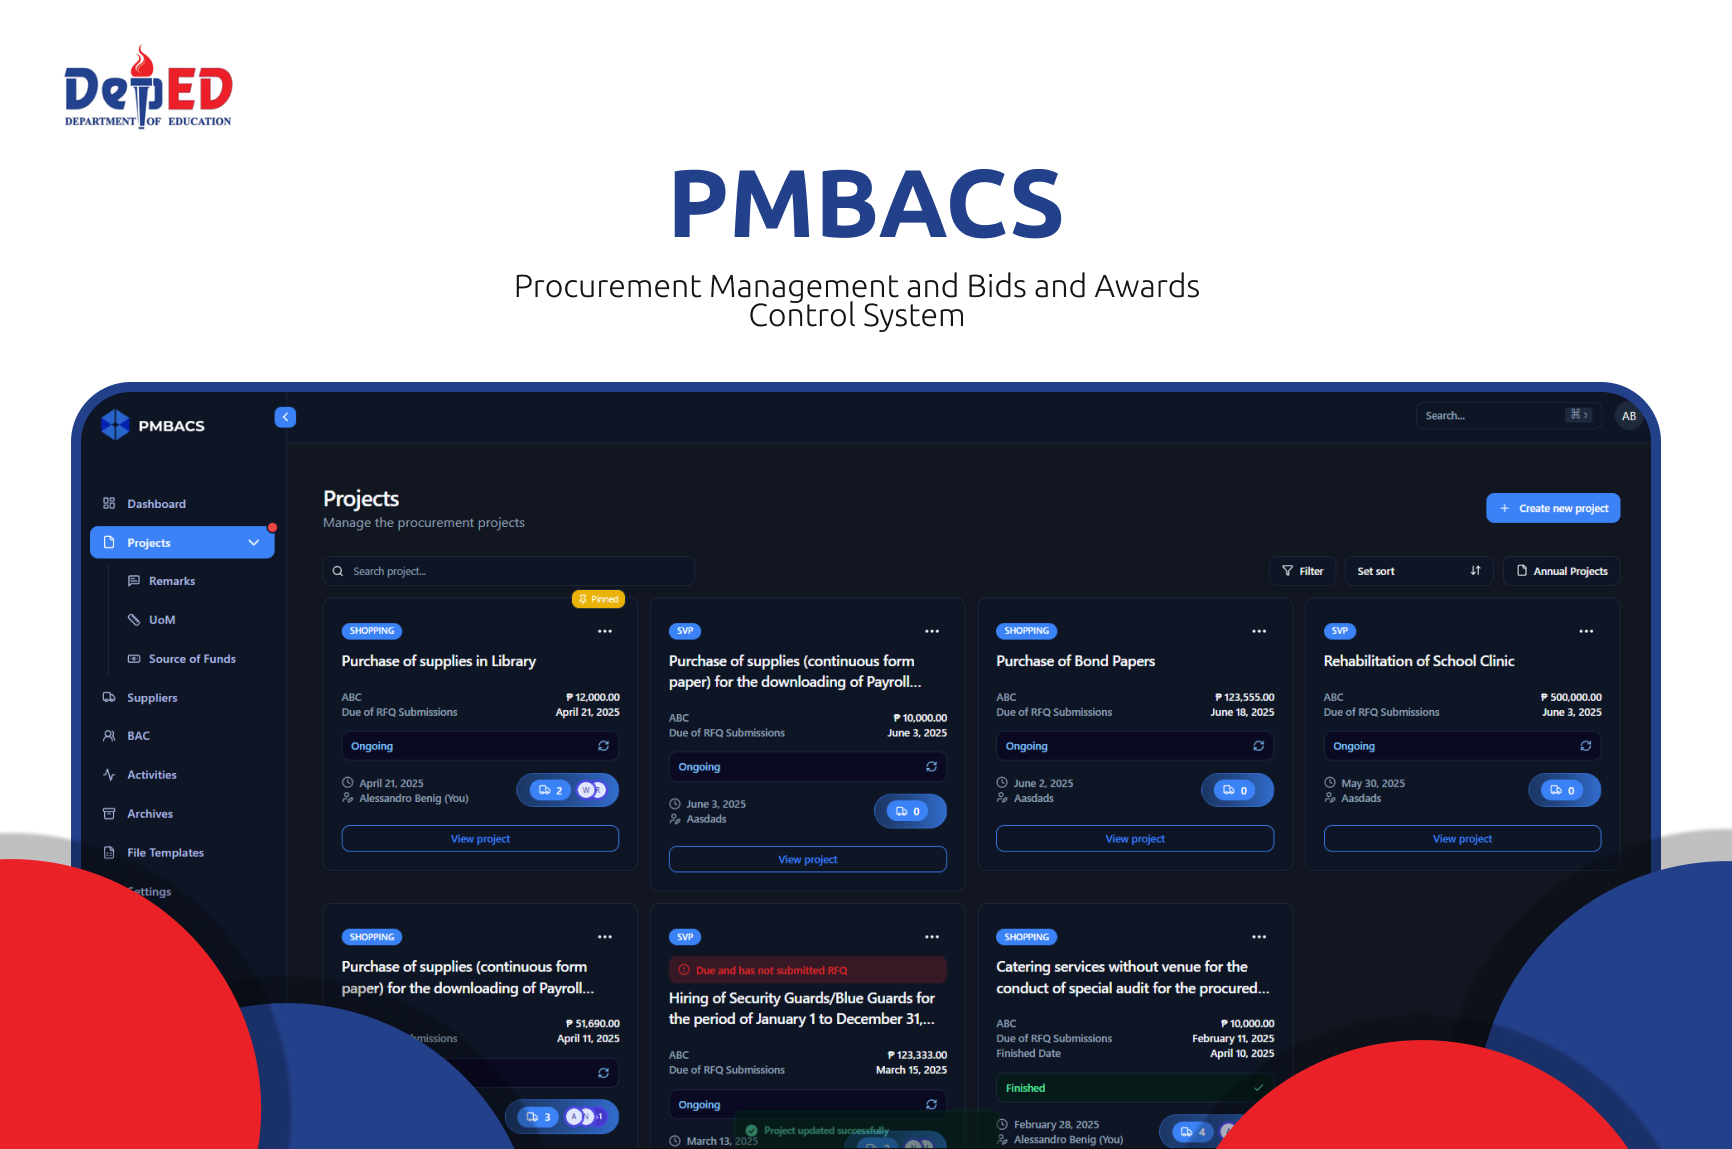 DepED
DEPARTMENT OF EDUCATION
PMBACS
Procurement Management and Bids and Awards
Control System
PMBACS
Search...
⌘ 3
AB
Dashboard
Projects
Remarks
UoM
Source of Funds
Suppliers
BAC
Activities
Archives
File Templates
Settings
Projects
Manage the procurement projects
Create new project
Search project...
Filter
Set sort
Annual Projects
Pinned
SHOPPING
Purchase of supplies in Library
ABC ₱ 12,000.00
Due of RFQ Submissions April 21, 2025
Ongoing
April 21, 2025
Alessandro Benig (You)
2 W R
View project
SVP
Purchase of supplies (continuous form
paper) for the downloading of Payroll...
ABC ₱ 10,000.00
Due of RFQ Submissions June 3, 2025
Ongoing
June 3, 2025
Aasdads
0
View project
SHOPPING
Purchase of Bond Papers
ABC ₱ 123,555.00
Due of RFQ Submissions June 18, 2025
Ongoing
June 2, 2025
Aasdads
0
View project
SVP
Rehabilitation of School Clinic
ABC ₱ 500,000.00
Due of RFQ Submissions June 3, 2025
Ongoing
May 30, 2025
Aasdads
0
View project
SHOPPING
Purchase of supplies (continuous form
paper) for the downloading of Payroll...
₱ 51,690.00
bmissions April 11, 2025
3 A N +1
SVP
Due and has not submitted RFQ
Hiring of Security Guards/Blue Guards for
the period of January 1 to December 31,...
ABC ₱ 123,333.00
Due of RFQ Submissions March 15, 2025
Ongoing
March 13, 2025
Project updated successfully
SHOPPING
Catering services without venue for the
conduct of special audit for the procured...
ABC ₱ 10,000.00
Due of RFQ Submissions February 11, 2025
Finished Date April 10, 2025
Finished
February 28, 2025
Alessandro Benig (You)
4